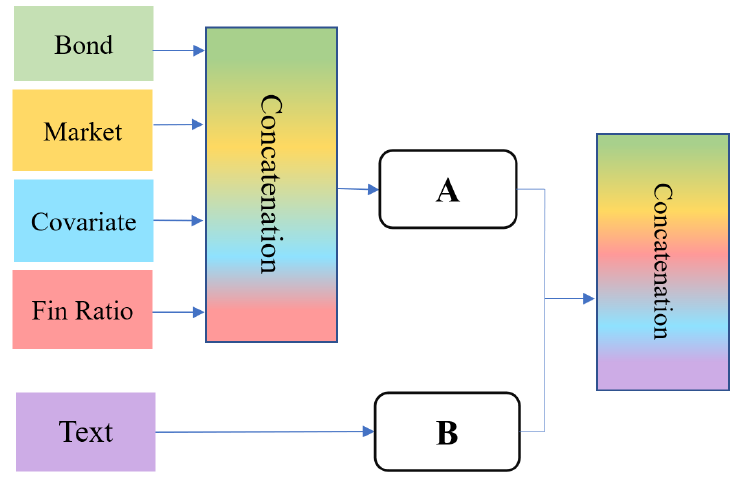 Bond
Market
Covariate
Fin Ratio
Text
Concatenation
A
B
Concatenation